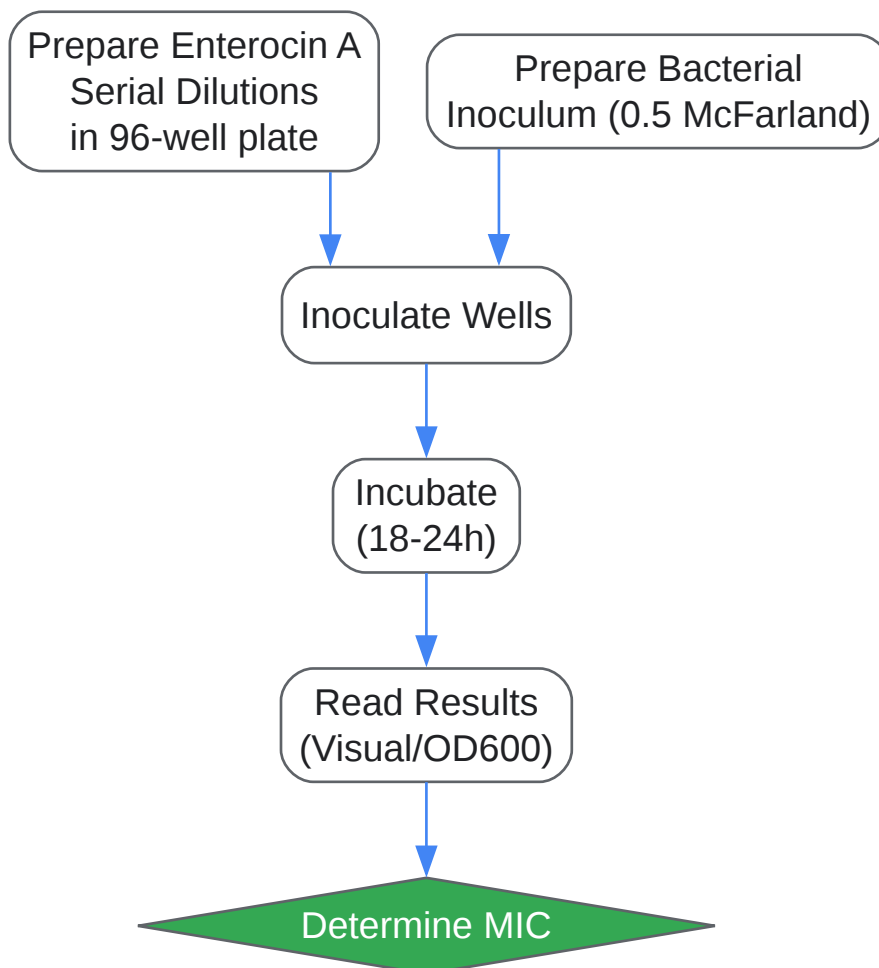 Prepare Enterocin A
Serial Dilutions
in 96-well plate
Prepare Bacterial
Inoculum (0.5 McFarland)
Inoculate Wells
Incubate
(18-24h)
Read Results
(Visual/OD600)
Determine MIC